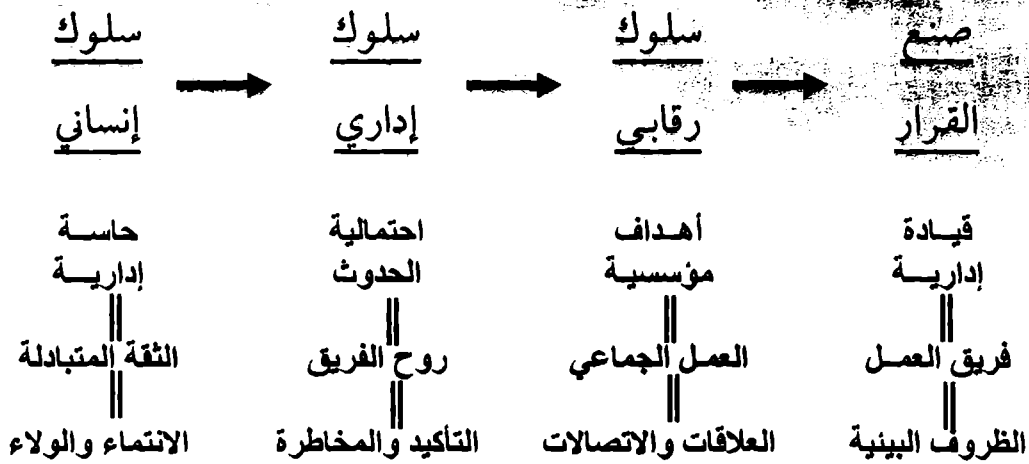 صنع سلوك سلوك سلوك
القرار رقابي إداري إنساني
قيادة أهداف احتمالية حاسة
إدارية مؤسسية الحدوث إدارية
فريق العمل العمل الجماعي روح الفريق الثقة المتبادلة
الظروف البينية العلاقات والاتصالات التأكيد والمخاطرة الانتماء والولاء